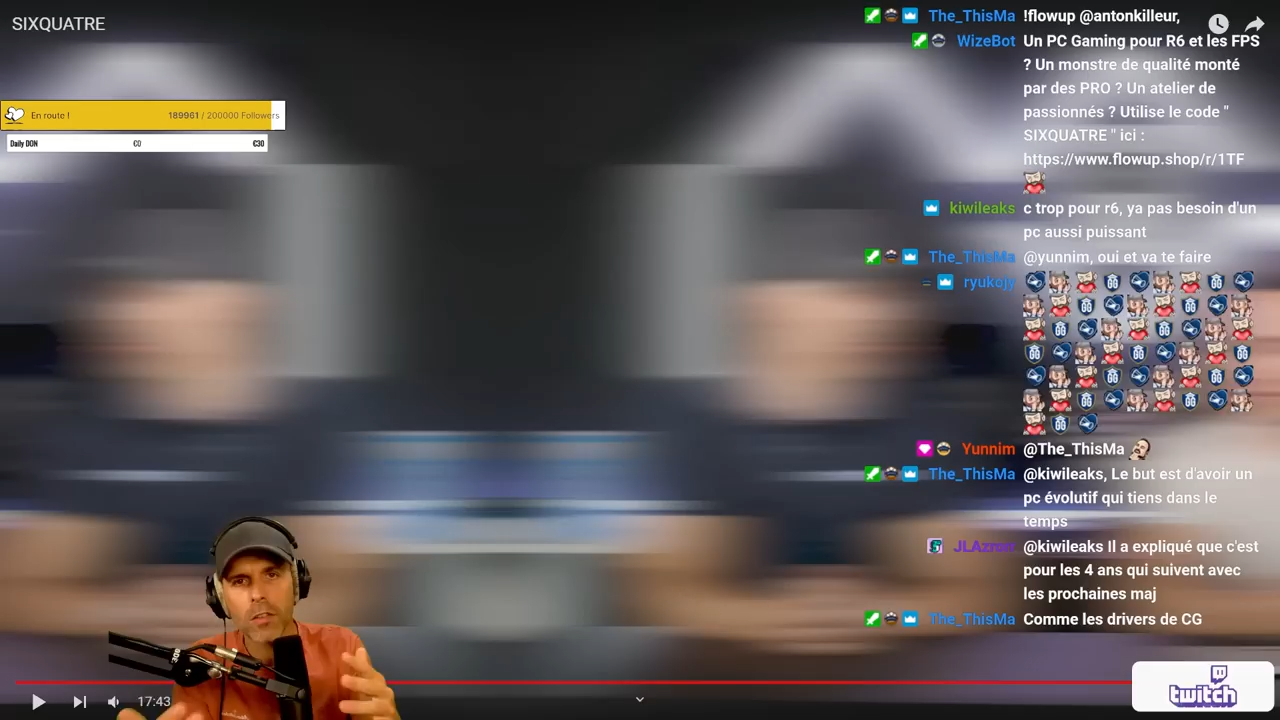 SIXQUATRE
En route !
189961 / 200000 Followers
Daily DON
€0
€30
The_ThisMa !flowup @antonkilleur,
WizeBot Un PC Gaming pour R6 et les FPS
? Un monstre de qualité monté
par des PRO ? Un atelier de
passionnés ? Utilise le code "
SIXQUATRE " ici :
https://www.flowup.shop/r/1TF
kiwileaks c trop pour r6, ya pas besoin d'un
pc aussi puissant
The_ThisMa @yunnim, oui et va te faire
ryukojy
GG
Yunnim @The_ThisMa
The_ThisMa @kiwileaks, Le but est d'avoir un
pc évolutif qui tiens dans le
temps
@kiwileaks Il a expliqué que c'est
pour les 4 ans qui suivent avec
les prochaines maj
The_ThisMa Comme les drivers de CG
17:43
twitch